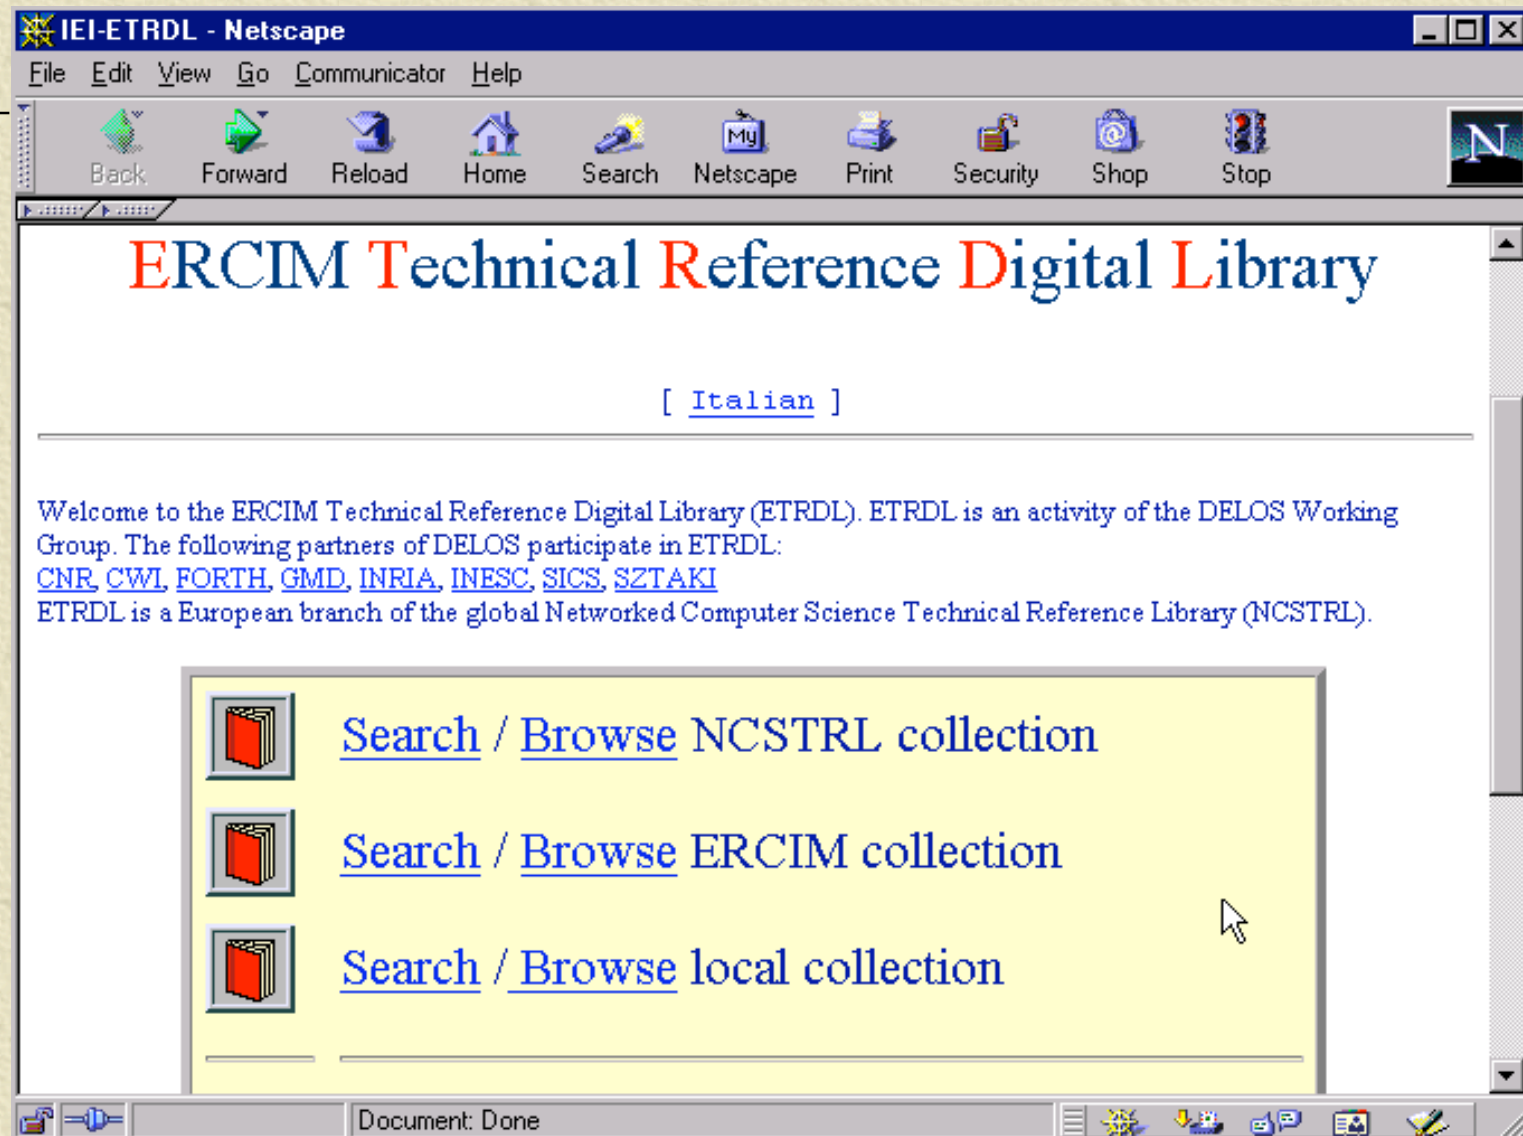 IEI-ETRDL - Netscape
File Edit View Go Communicator Help
My
Back Forward Reload Home Search Netscape Print Security Shop Stop
N
ERCIM Technical Reference Digital Library
[ Italian ]
Welcome to the ERCIM Technical Reference Digital Library (ETRDL). ETRDL is an activity of the DELOS Working
Group. The following partners of DELOS participate in ETRDL:
CNR, CWI, FORTH, GMD, INRIA, INESC, SICS, SZTAKI
ETRDL is a European branch of the global Networked Computer Science Technical Reference Library (NCSTRL).
Search / Browse NCSTRL collection
Search / Browse ERCIM collection
Search / Browse local collection
Document: Done